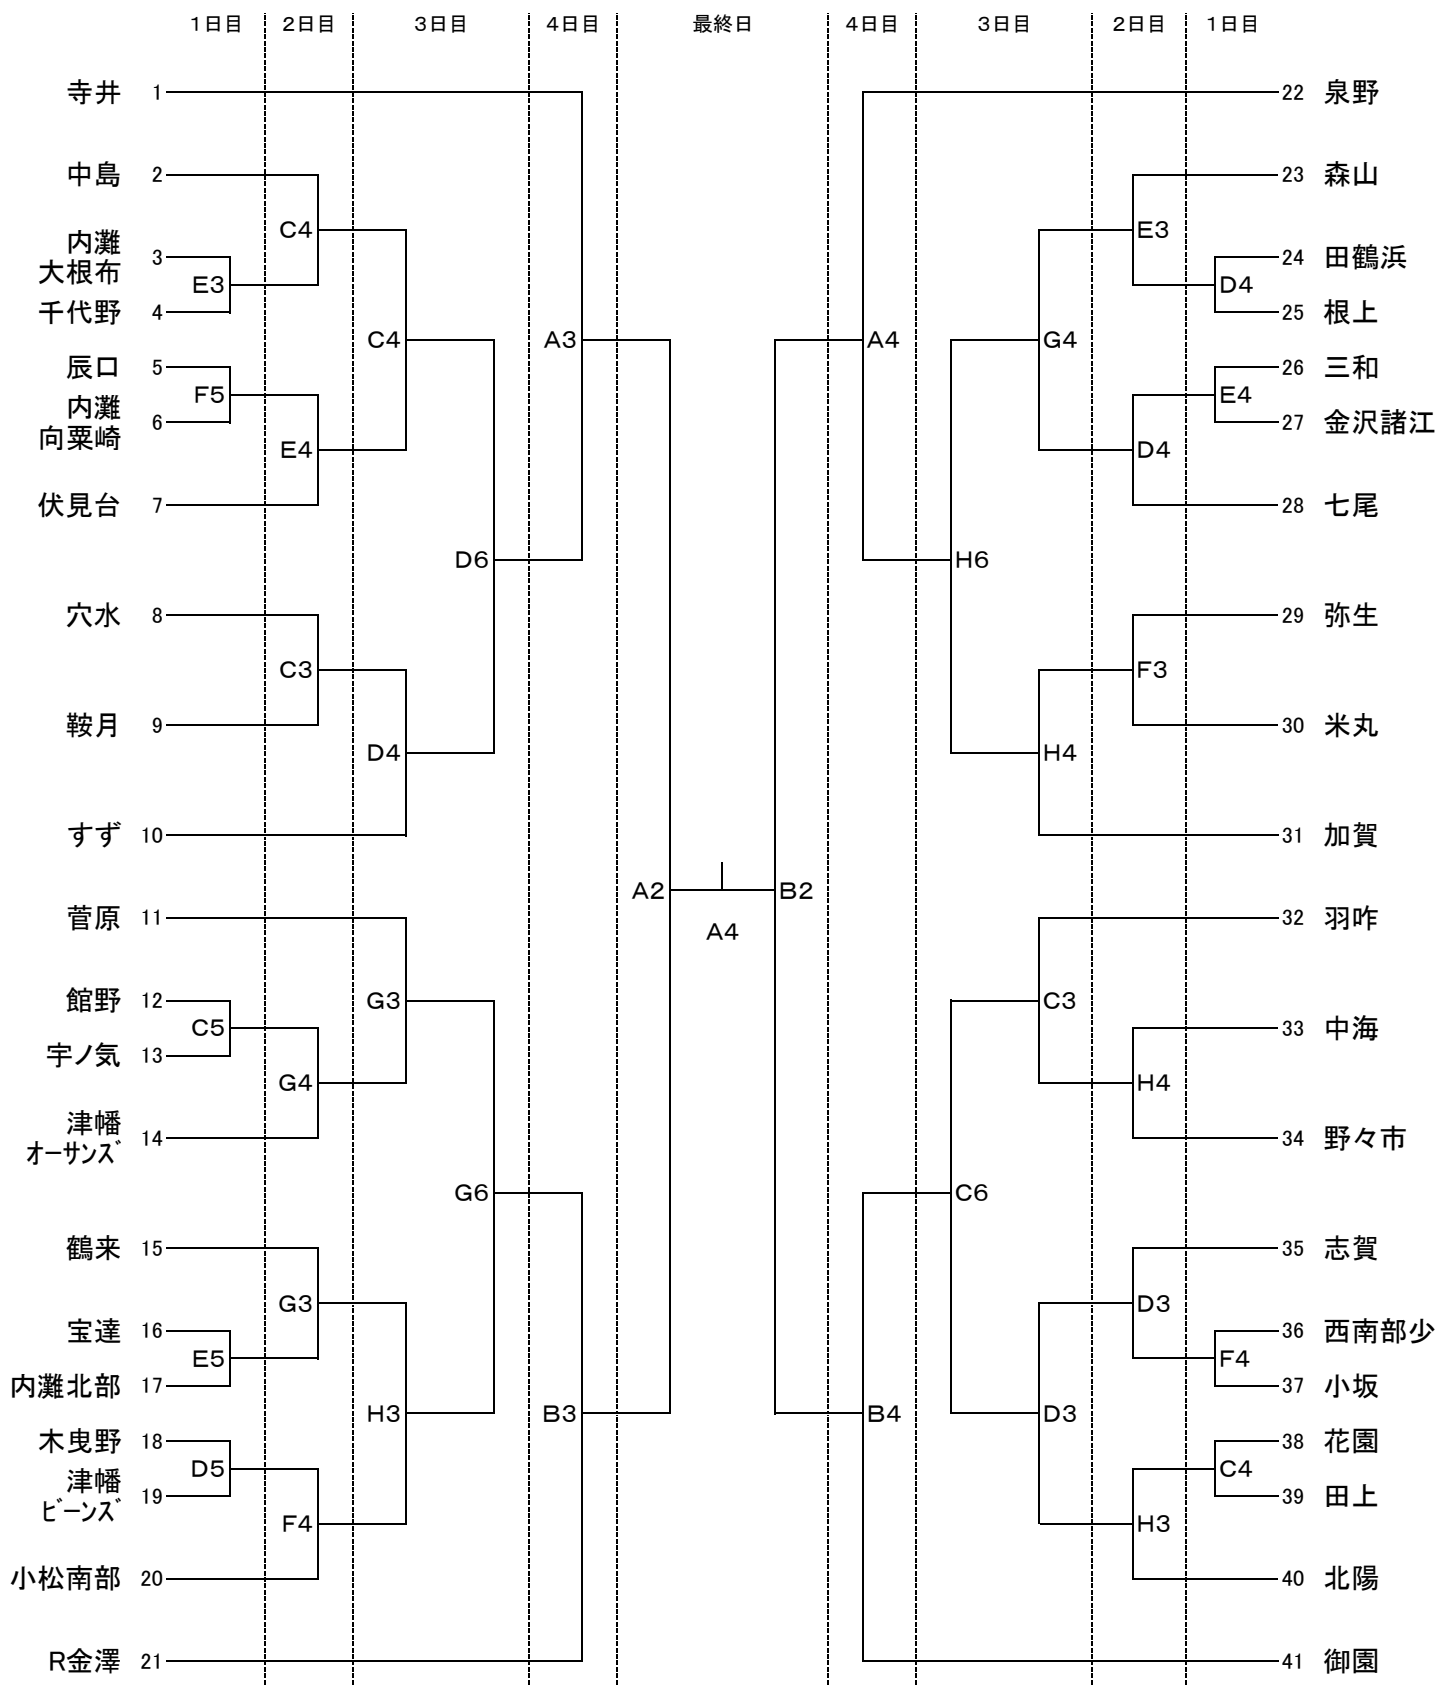 １日目 ２日目 ３日目 ４日目 最終日 ４日目 ３日目 ２日目 １日目
寺井 1
中島 2
C4
内灘
大根布 3
E3
千代野 4
C4
A3
辰口 5
F5
内灘
向粟崎 6
E4
伏見台 7
D6
穴水 8
C3
鞍月 9
D4
すず 10
A2
菅原 11
館野 12
G3
C5
宇ノ気 13
G4
津幡
オーサンズ 14
G6
鶴来 15
G3
宝達 16
E5
内灘北部 17
H3
B3
木曳野 18
D5
津幡
ビーンズ 19
F4
小松南部 20
R金澤 21
A4
22 泉野
23 森山
E3
24 田鶴浜
D4
25 根上
A4
G4
26 三和
E4
27 金沢諸江
D4
28 七尾
H6
29 弥生
F3
30 米丸
H4
31 加賀
B2
32 羽咋
C3
33 中海
H4
34 野々市
C6
35 志賀
D3
36 西南部少
F4
37 小坂
B4
D3
38 花園
C4
39 田上
H3
40 北陽
41 御園